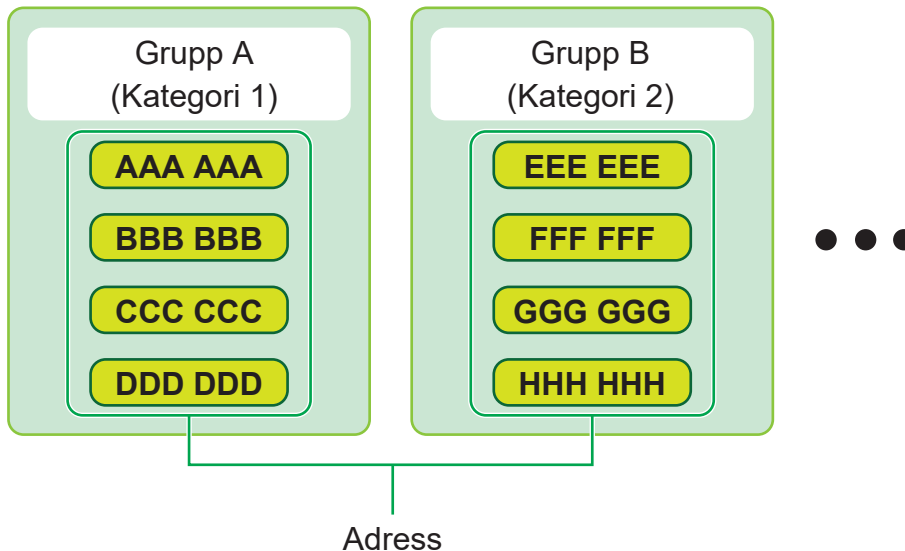 Grupp A
(Kategori 1)
AAA AAA
BBB BBB
CCC CCC
DDD DDD
Grupp B
(Kategori 2)
EEE EEE
FFF FFF
GGG GGG
HHH HHH
Adress